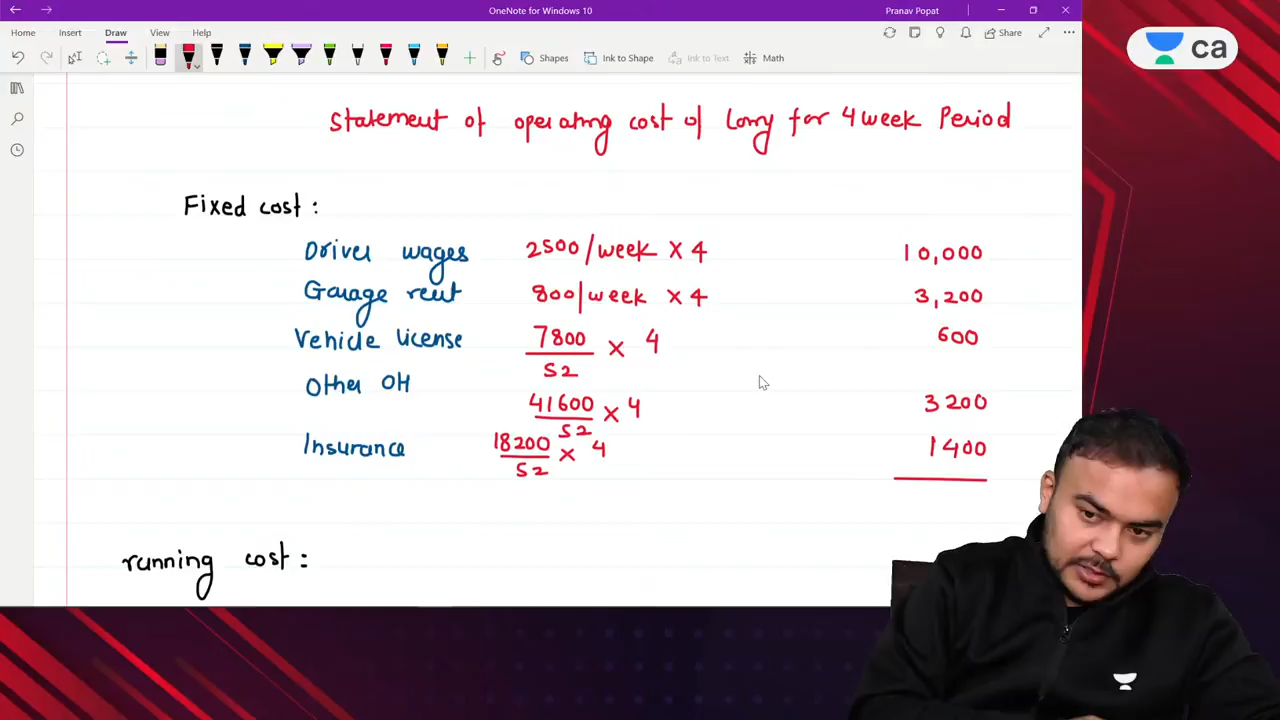 OneNote for Windows 10
Pranav Popat
Home Insert Draw View Help
Share
Shapes Ink to Shape Ink to Text Math
ca
Statement of operating cost of Lorry for 4 week Period
Fixed cost :
Driver wages 2500/week X 4 10,000
Garage rent 800/week X 4 3,200
Vehicle license 7800/52 X 4 600
Other OH
41600/52 X 4 3200
Insurance 18200/52 X 4 1400
running cost :